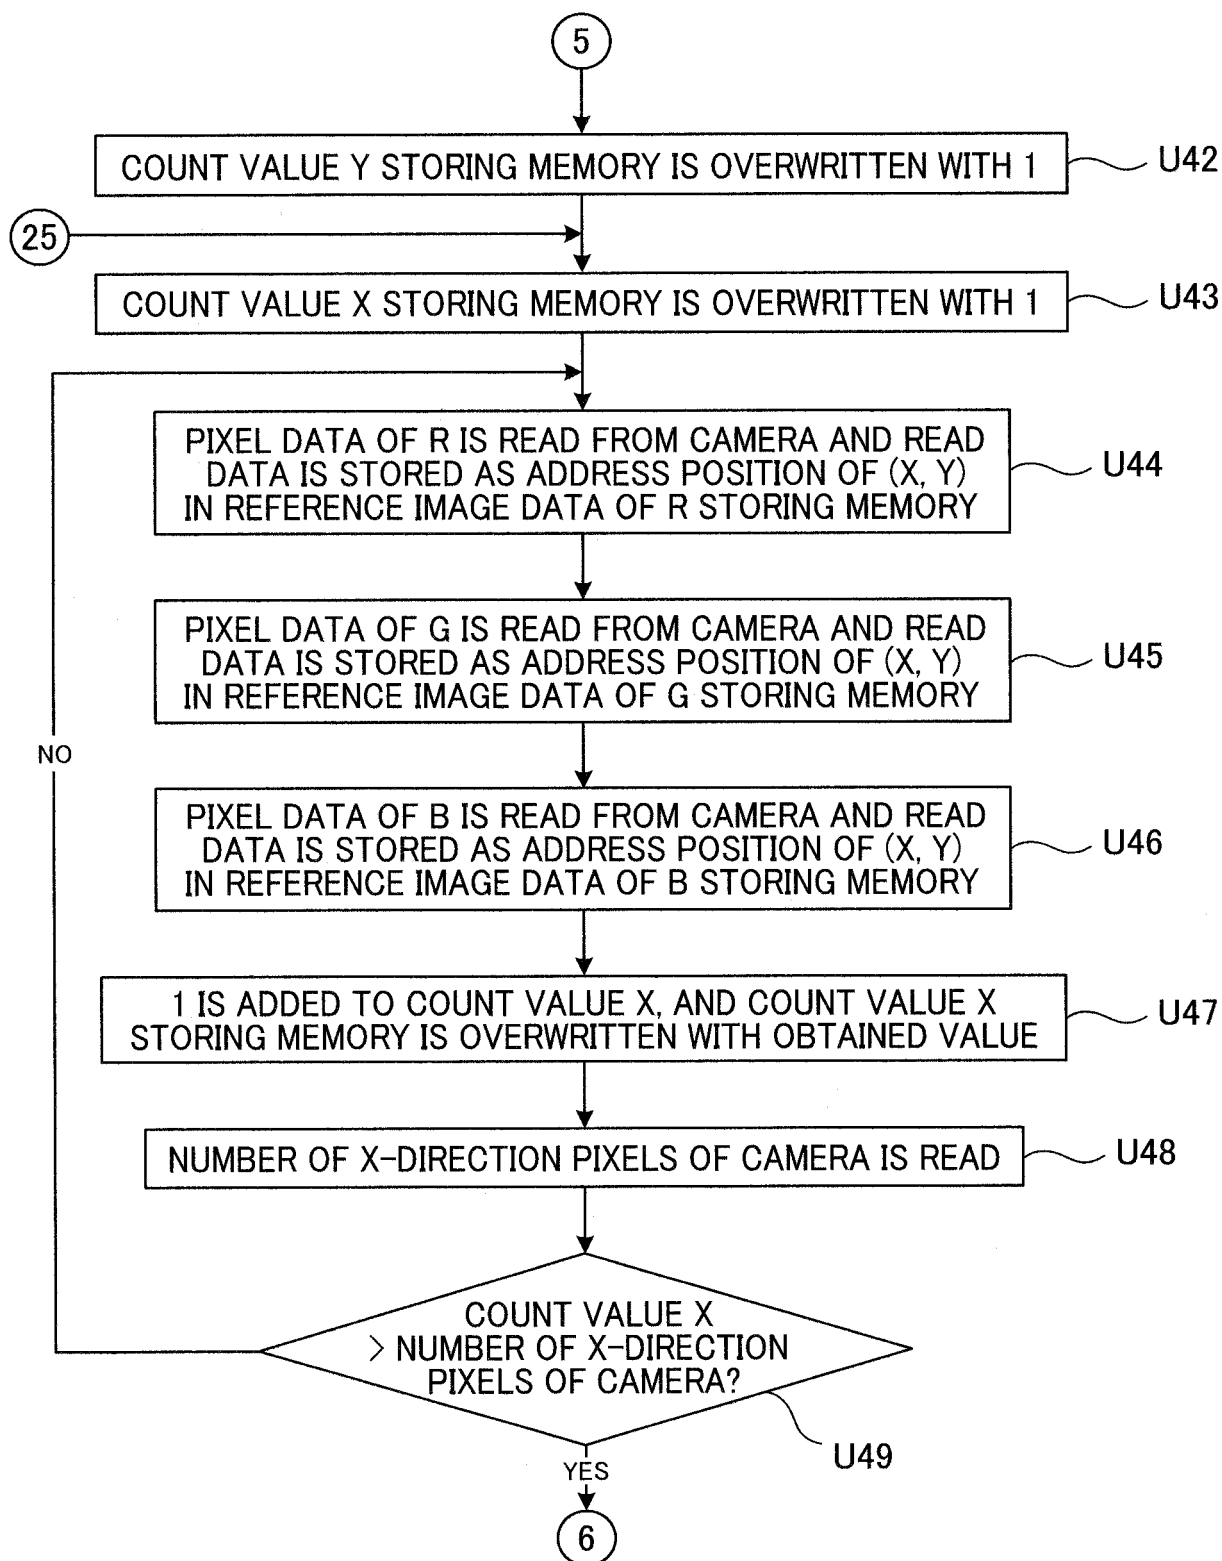 5
COUNT VALUE Y STORING MEMORY IS OVERWRITTEN WITH 1
U42
25
COUNT VALUE X STORING MEMORY IS OVERWRITTEN WITH 1
U43
PIXEL DATA OF R IS READ FROM CAMERA AND READ
DATA IS STORED AS ADDRESS POSITION OF (X, Y)
IN REFERENCE IMAGE DATA OF R STORING MEMORY
U44
PIXEL DATA OF G IS READ FROM CAMERA AND READ
DATA IS STORED AS ADDRESS POSITION OF (X, Y)
IN REFERENCE IMAGE DATA OF G STORING MEMORY
U45
NO
PIXEL DATA OF B IS READ FROM CAMERA AND READ
DATA IS STORED AS ADDRESS POSITION OF (X, Y)
IN REFERENCE IMAGE DATA OF B STORING MEMORY
U46
1 IS ADDED TO COUNT VALUE X, AND COUNT VALUE X
STORING MEMORY IS OVERWRITTEN WITH OBTAINED VALUE
U47
NUMBER OF X-DIRECTION PIXELS OF CAMERA IS READ
U48
COUNT VALUE X
> NUMBER OF X-DIRECTION
PIXELS OF CAMERA?
U49
YES
6